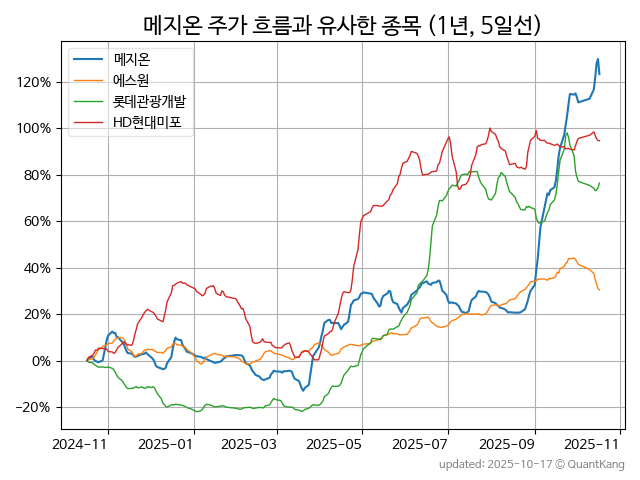 메지온 주가 흐름과 유사한 종목 (1년, 5일선)
메지온
에스원
롯데관광개발
HD현대미포
120%
100%
80%
60%
40%
20%
0%
−20%
2024−11
2025−01
2025−03
2025−05
2025−07
2025−09
2025−11
updated: 2025-10-17 © QuantKang